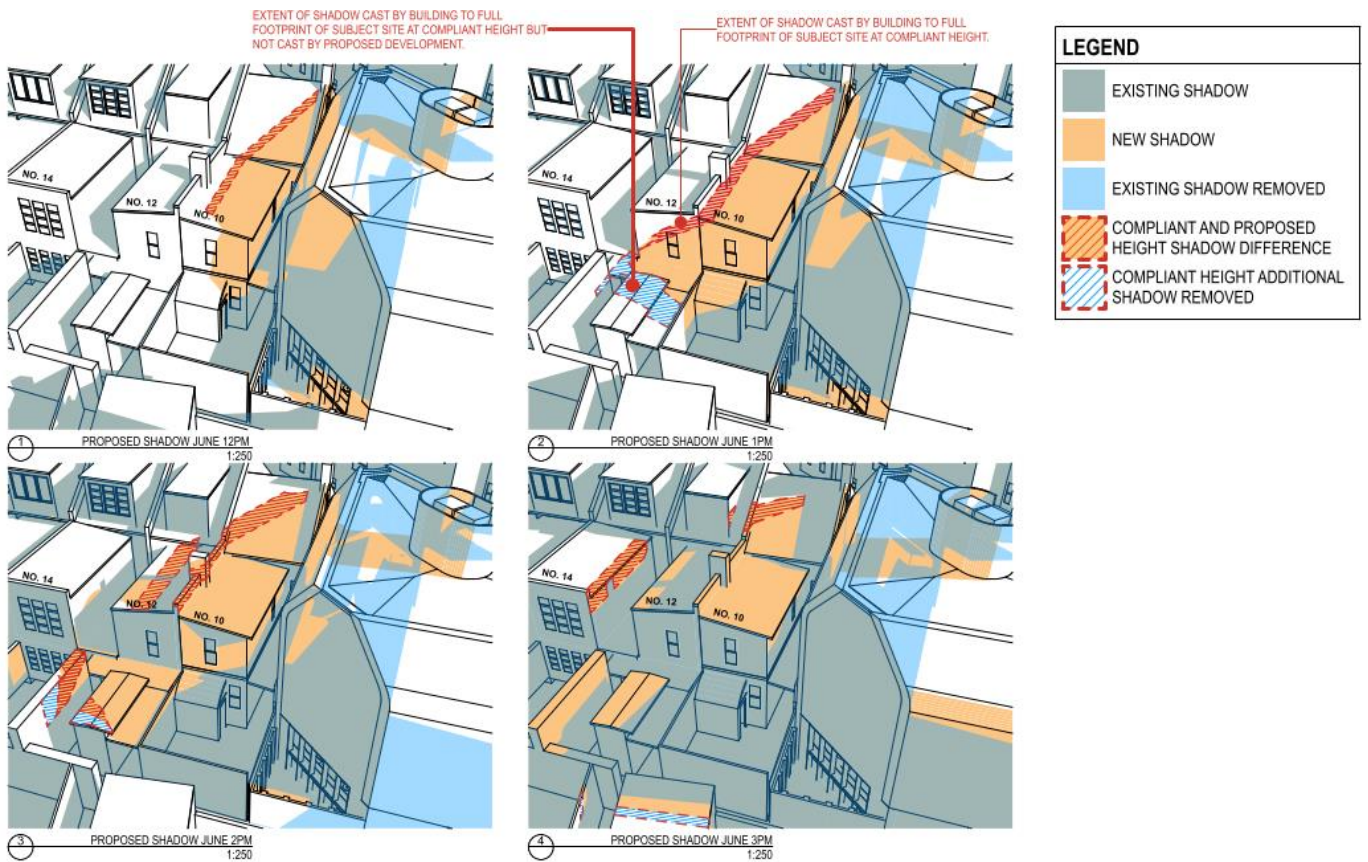 EXTENT OF SHADOW CAST BY BUILDING TO FULL
FOOTPRINT OF SUBJECT SITE AT COMPLIANT HEIGHT BUT
NOT CAST BY PROPOSED DEVELOPMENT.
EXTENT OF SHADOW CAST BY BUILDING TO FULL
FOOTPRINT OF SUBJECT SITE AT COMPLIANT HEIGHT.
LEGEND
EXISTING SHADOW
NEW SHADOW
EXISTING SHADOW REMOVED
COMPLIANT AND PROPOSED
HEIGHT SHADOW DIFFERENCE
COMPLIANT HEIGHT ADDITIONAL
SHADOW REMOVED
NO. 14
NO. 12
NO. 10
1
PROPOSED SHADOW JUNE 12PM
1:250
NO. 14
NO. 12
NO. 10
2
PROPOSED SHADOW JUNE 1PM
1:250
NO. 14
NO. 12
NO. 10
3
PROPOSED SHADOW JUNE 2PM
1:250
NO. 14
NO. 12
NO. 10
4
PROPOSED SHADOW JUNE 3PM
1:250